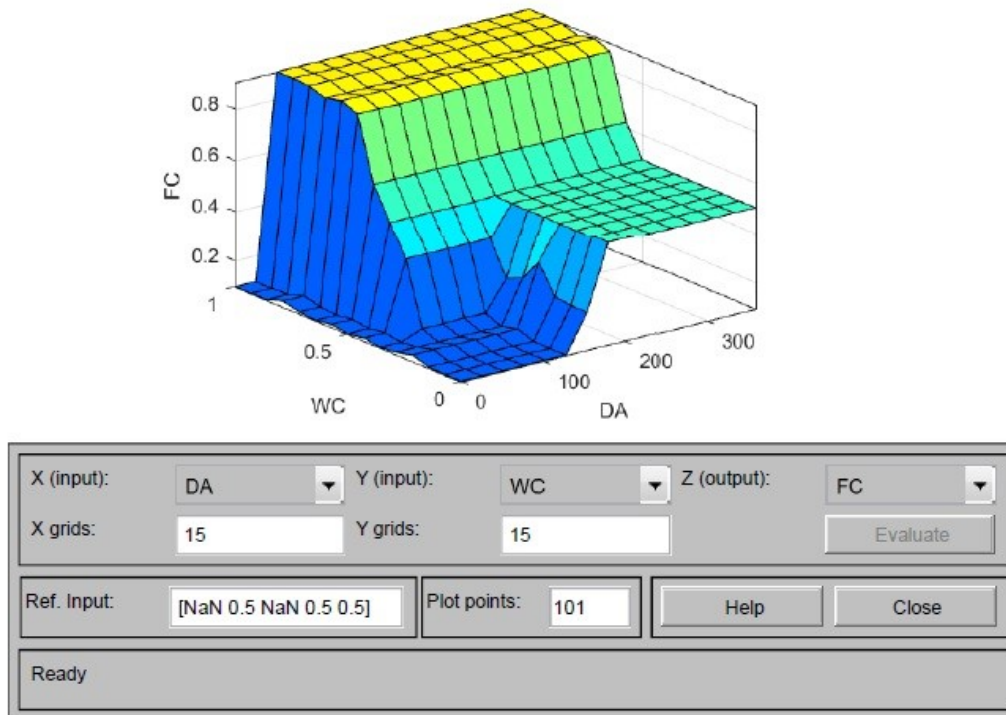 0.8
0.6
FC
0.4
0.2
1
0.5
0
WC
0
100
200
300
DA
X (input): DA Y (input): WC Z (output): FC
X grids: 15 Y grids: 15 Evaluate
Ref. Input: [NaN 0.5 NaN 0.5 0.5] Plot points: 101 Help Close
Ready